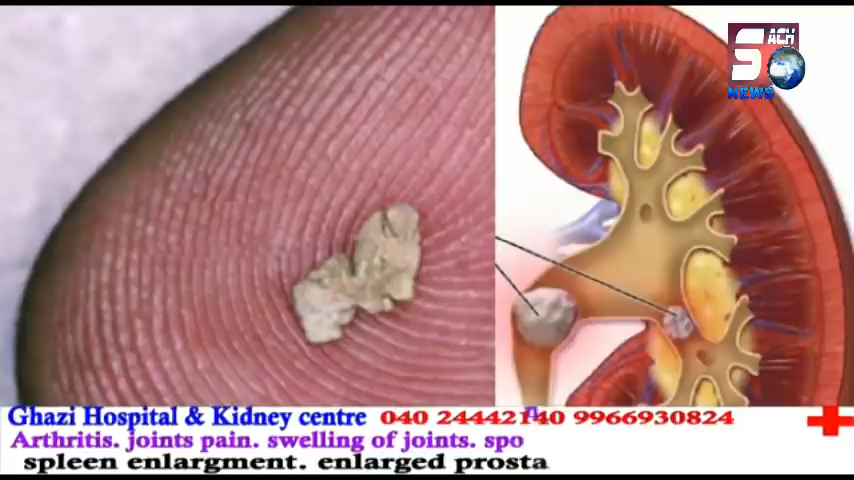 SACH
NEWS
Ghazi Hospital & Kidney centre 040 24442140 9966930824
Arthritis. joints pain. swelling of joints. spo
spleen enlargment. enlarged prosta